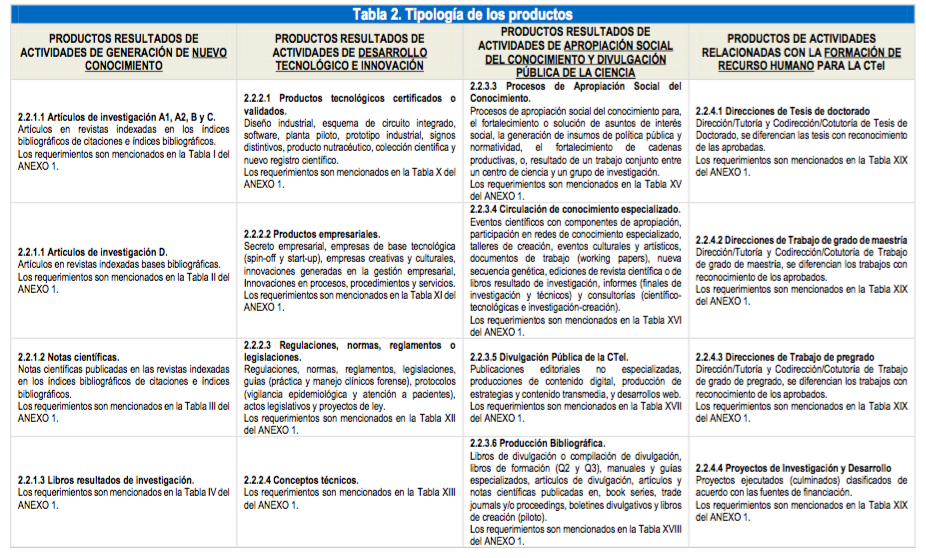 Tabla 2. Tipología de los productos
PRODUCTOS RESULTADOS DE
ACTIVIDADES DE GENERACIÓN DE NUEVO
CONOCIMIENTO
PRODUCTOS RESULTADOS DE
ACTIVIDADES DE DESARROLLO
TECNOLÓGICO E INNOVACIÓN
PRODUCTOS RESULTADOS DE
ACTIVIDADES DE APROPIACIÓN SOCIAL
DEL CONOCIMIENTO Y DIVULGACIÓN
PÚBLICA DE LA CIENCIA
PRODUCTOS DE ACTIVIDADES
RELACIONADAS CON LA FORMACIÓN DE
RECURSO HUMANO PARA LA CTeI
2.2.1.1 Artículos de investigación A1, A2, B y C.
Artículos en revistas indexadas en los índices
bibliográficos de citaciones e índices bibliográficos.
Los requerimientos son mencionados en la Tabla I del
ANEXO 1.
2.2.2.1 Productos tecnológicos certificados o
validados.
Diseño industrial, esquema de circuito integrado,
software, planta piloto, prototipo industrial, signos
distintivos, producto nutracéutico, colección científica y
nuevo registro científico.
Los requerimientos son mencionados en la Tabla X del
ANEXO 1.
2.2.3.3 Procesos de Apropiación Social del
Conocimiento.
Procesos de apropiación social del conocimiento para,
el fortalecimiento o solución de asuntos de interés
social, la generación de insumos de política pública y
normatividad, el fortalecimiento de cadenas
productivas, o, resultado de un trabajo conjunto entre
un centro de ciencia y un grupo de investigación.
Los requerimientos son mencionados en la Tabla XV
del ANEXO 1.
2.2.4.1 Direcciones de Tesis de doctorado
Dirección/Tutoría y Codirección/Cotutoría de Tesis de
Doctorado, se diferencian las tesis con reconocimiento
de las aprobadas.
Los requerimientos son mencionados en la Tabla XIX
del ANEXO 1.
2.2.1.1 Artículos de investigación D.
Artículos en revistas indexadas bases bibliográficas.
Los requerimientos son mencionados en la Tabla II del
ANEXO 1.
2.2.2.2 Productos empresariales.
Secreto empresarial, empresas de base tecnológica
(spin-off y start-up), empresas creativas y culturales,
innovaciones generadas en la gestión empresarial,
Innovaciones en procesos, procedimientos y servicios.
Los requerimientos son mencionados en la Tabla XI del
ANEXO 1.
2.2.3.4 Circulación de conocimiento especializado.
Eventos científicos con componentes de apropiación,
participación en redes de conocimiento especializado,
talleres de creación, eventos culturales y artísticos,
documentos de trabajo (working papers), nueva
secuencia genética, ediciones de revista científica o de
libros resultado de investigación, informes (finales de
investigación y técnicos) y consultorías (científico-
tecnológicas e investigación-creación).
Los requerimientos son mencionados en la Tabla XVI
del ANEXO 1.
2.2.4.2 Direcciones de Trabajo de grado de maestría
Dirección/Tutoría y Codirección/Cotutoría de Trabajo
de grado de maestría, se diferencian los trabajos con
reconocimiento de los aprobados.
Los requerimientos son mencionados en la Tabla XIX
del ANEXO 1.
2.2.1.2 Notas científicas.
Notas científicas publicadas en las revistas indexadas
en los índices bibliográficos de citaciones e índices
bibliográficos.
Los requerimientos son mencionados en la Tabla III del
ANEXO 1.
2.2.2.3 Regulaciones, normas, reglamentos o
legislaciones.
Regulaciones, normas, reglamentos, legislaciones,
guías (práctica y manejo clínicos forense), protocolos
(vigilancia epidemiológica y atención a pacientes),
actos legislativos y proyectos de ley.
Los requerimientos son mencionados en la Tabla XII
del ANEXO 1.
2.2.3.5 Divulgación Pública de la CTeI.
Publicaciones editoriales no especializadas,
producciones de contenido digital, producción de
estrategias y contenido transmedia, y desarrollos web.
Los requerimientos son mencionados en la Tabla XVII
del ANEXO 1.
2.2.4.3 Direcciones de Trabajo de pregrado
Dirección/Tutoría y Codirección/Cotutoría de Trabajo
de grado de pregrado, se diferencian los trabajos con
reconocimiento de los aprobados.
Los requerimientos son mencionados en la Tabla XIX
del ANEXO 1.
2.2.1.3 Libros resultados de investigación.
Los requerimientos son mencionados en la Tabla IV del
ANEXO 1.
2.2.2.4 Conceptos técnicos.
Los requerimientos son mencionados en la Tabla XIII
del ANEXO 1.
2.2.3.6 Producción Bibliográfica.
Libros de divulgación o compilación de divulgación,
libros de formación (Q2 y Q3), manuales y guías
especializados, artículos de divulgación, artículos y
notas científicas publicadas en, book series, trade
journals y/o proceedings, boletines divulgativos y libros
de creación (piloto).
Los requerimientos son mencionados en la Tabla XVIII
del ANEXO 1.
2.2.4.4 Proyectos de Investigación y Desarrollo
Proyectos ejecutados (culminados) clasificados de
acuerdo con las fuentes de financiación.
Los requerimientos son mencionados en la Tabla XIX
del ANEXO 1.